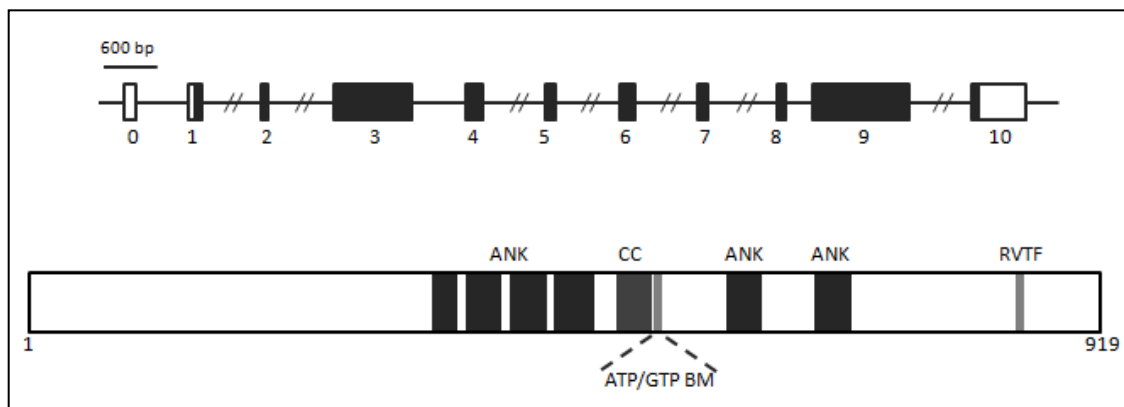 600 bp
0 1 2 3 4 5 6 7 8 9 10
ANK CC ANK ANK RVTF
1 919
ATP/GTP BM